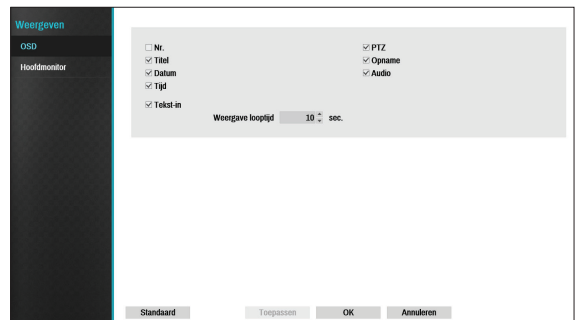 Weergeven
OSD
Hoofdmonitor
Nr.
Titel
Datum
Tijd
Tekst-in
PTZ
Opname
Audio
Weergave looptijd 10 sec.
Standaard Toepassen OK Annuleren